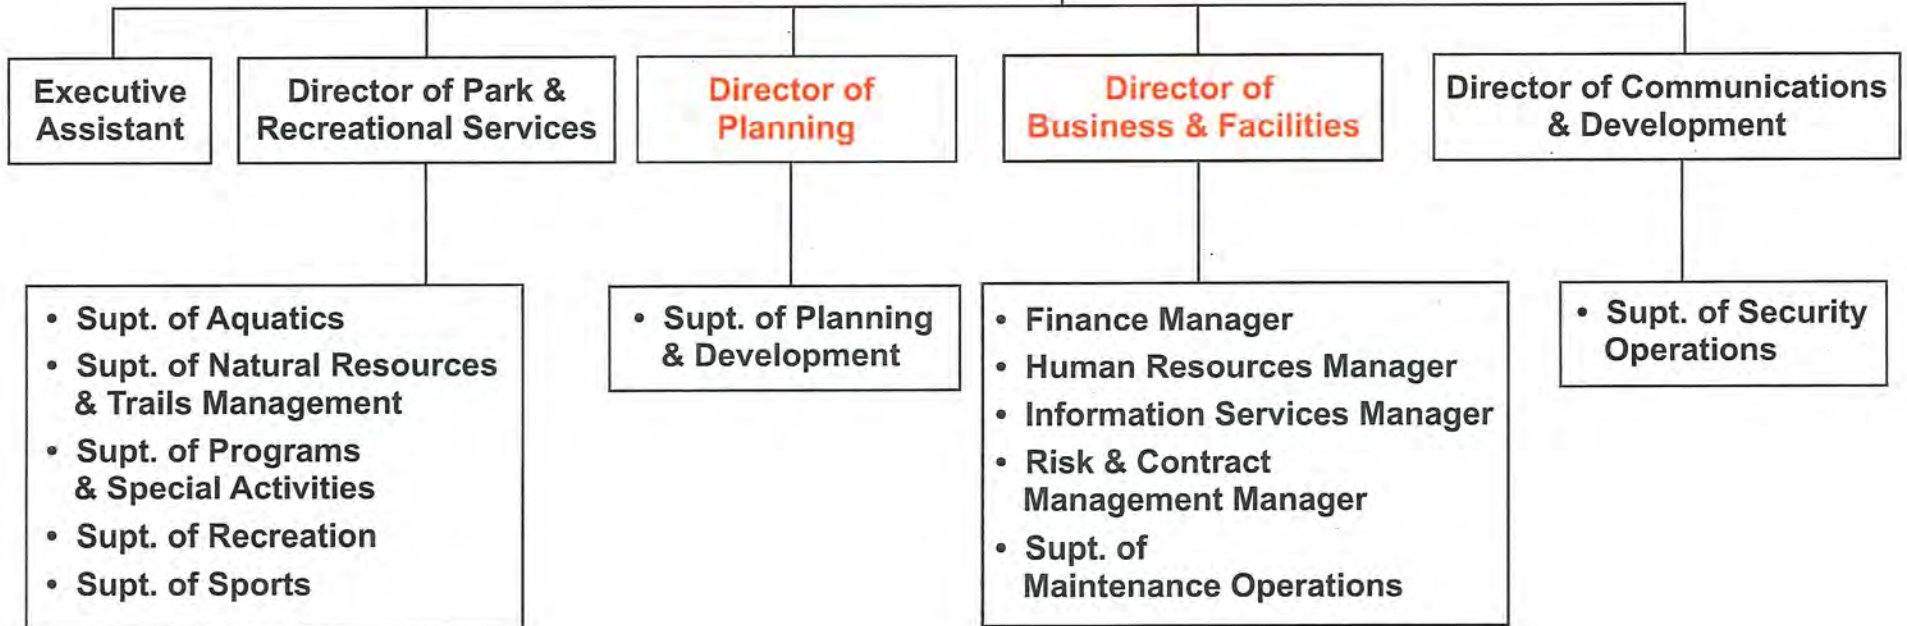 Executive
Assistant
Director of Park &
Recreational Services
Director of
Planning
Director of
Business & Facilities
Director of Communications
& Development
• Supt. of Aquatics
• Supt. of Natural Resources
& Trails Management
• Supt. of Programs
& Special Activities
• Supt. of Recreation
• Supt. of Sports
• Supt. of Planning
& Development
• Finance Manager
• Human Resources Manager
• Information Services Manager
• Risk & Contract
Management Manager
• Supt. of
Maintenance Operations
• Supt. of Security
Operations